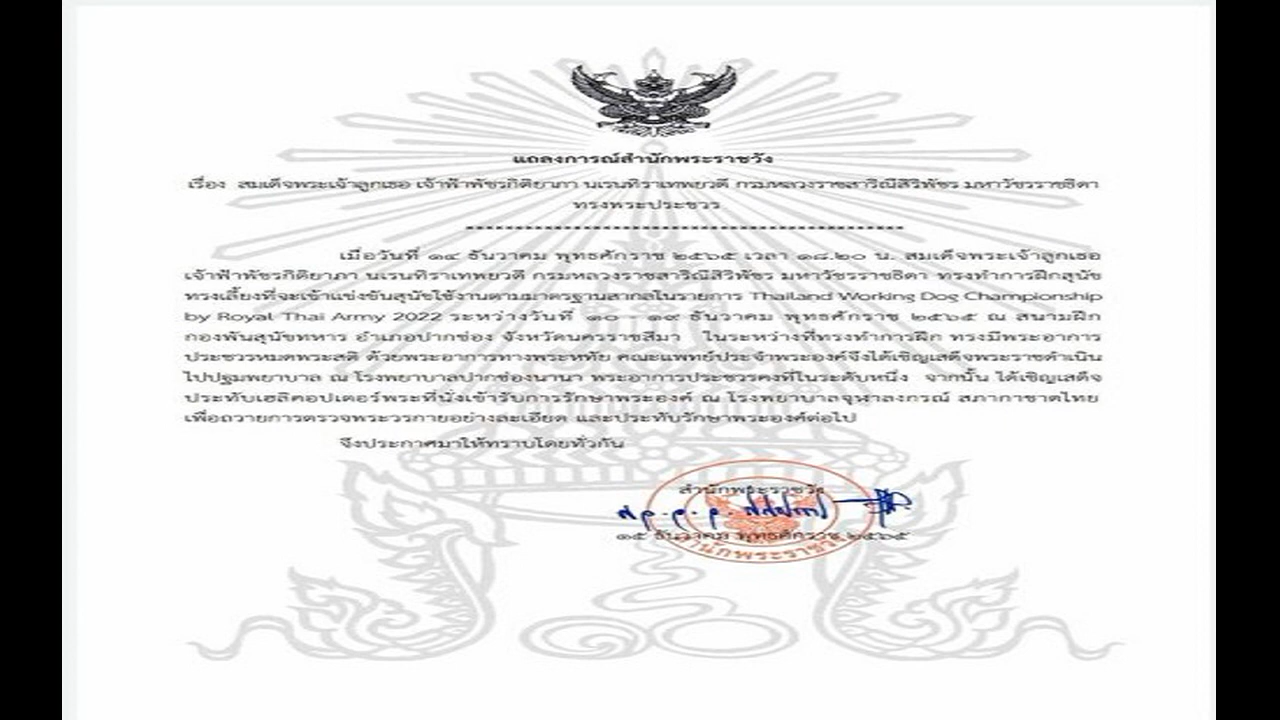 แถลงการณ์สำนักพระราชวัง
เรื่อง สมเด็จพระเจ้าลูกเธอ เจ้าฟ้าพัชรกิติยาภา นเรนทิราเทพยวดี กรมหลวงราชสาริณีสิริพัชร มหาวัชรราชธิดา
ทรงพระประชวร
เมื่อวันที่ ๑๔ ธันวาคม พุทธศักราช ๒๕๖๕ เวลา ๑๘.๒๐ น. สมเด็จพระเจ้าลูกเธอ
เจ้าฟ้าพัชรกิติยาภา นเรนทิราเทพยวดี กรมหลวงราชสาริณีสิริพัชร มหาวัชรราชธิดา ทรงทำการฝึกสุนัข
ทรงเลี้ยงที่จะเข้าแข่งขันสุนัขใช้งานตามมาตรฐานสากลในรายการ Thailand Working Dog Championship
by Royal Thai Army 2022 ระหว่างวันที่ ๑๐ - ๑๙ ธันวาคม พุทธศักราช ๒๕๖๕ ณ สนามฝึก
กองพันสุนัขทหาร อำเภอปากช่อง จังหวัดนครราชสีมา ในระหว่างที่ทรงทำการฝึก ทรงมีพระอาการ
ประชวรหมดพระสติ ด้วยพระอาการทางพระหทัย คณะแพทย์ประจำพระองค์จึงได้เชิญเสด็จพระราชดำเนิน
ไปปฐมพยาบาล ณ โรงพยาบาลปากช่องนานา พระอาการประชวรคงที่ในระดับหนึ่ง จากนั้น ได้เชิญเสด็จ
ประทับเฮลิคอปเตอร์พระที่นั่งเข้ารับการรักษาพระองค์ ณ โรงพยาบาลจุฬาลงกรณ์ สภากาชาดไทย
เพื่อถวายการตรวจพระวรกายอย่างละเอียด และประทับรักษาพระองค์ต่อไป
จึงประกาศมาให้ทราบโดยทั่วกัน
สำนักพระราชวัง
๑๕ ธันวาคม พุทธศักราช ๒๕๖๕
สำนักพระราชวัง